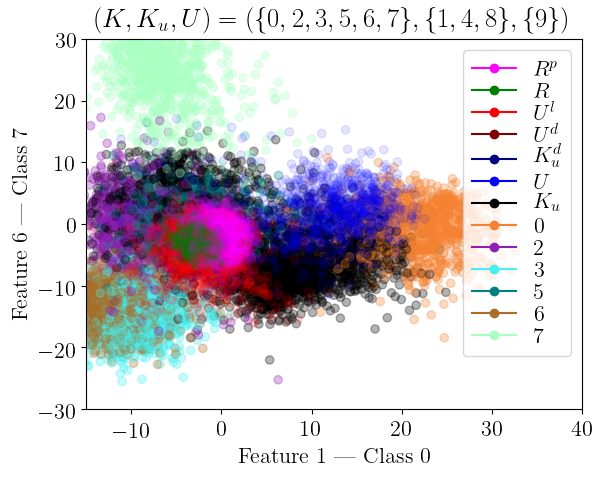 (K, K_u, U) = ({0, 2, 3, 5, 6, 7}, {1, 4, 8}, {9})
30
20
10
0
−10
−20
−30
Feature 6 — Class 7
R^p
R
U^l
U^d
K_u^d
U
K_u
0
2
3
5
6
7
−10
0
10
20
30
40
Feature 1 — Class 0